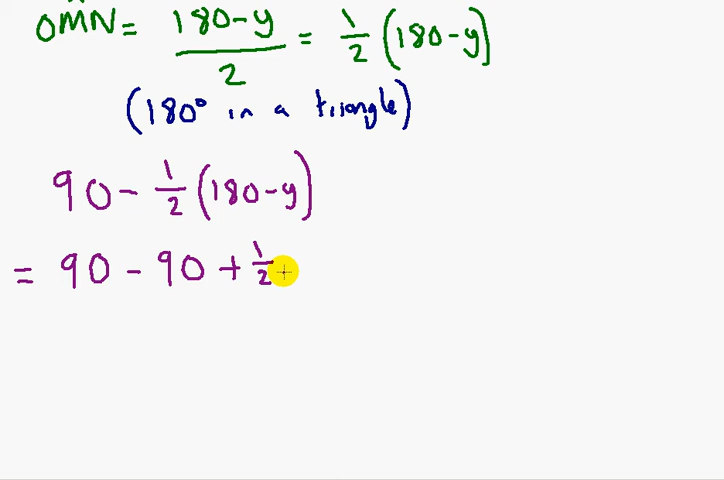 OMN = 180-y/2 = 1/2 (180-y)
(180° in a triangle)
90 - 1/2 (180-y)
= 90 - 90 + 1/2